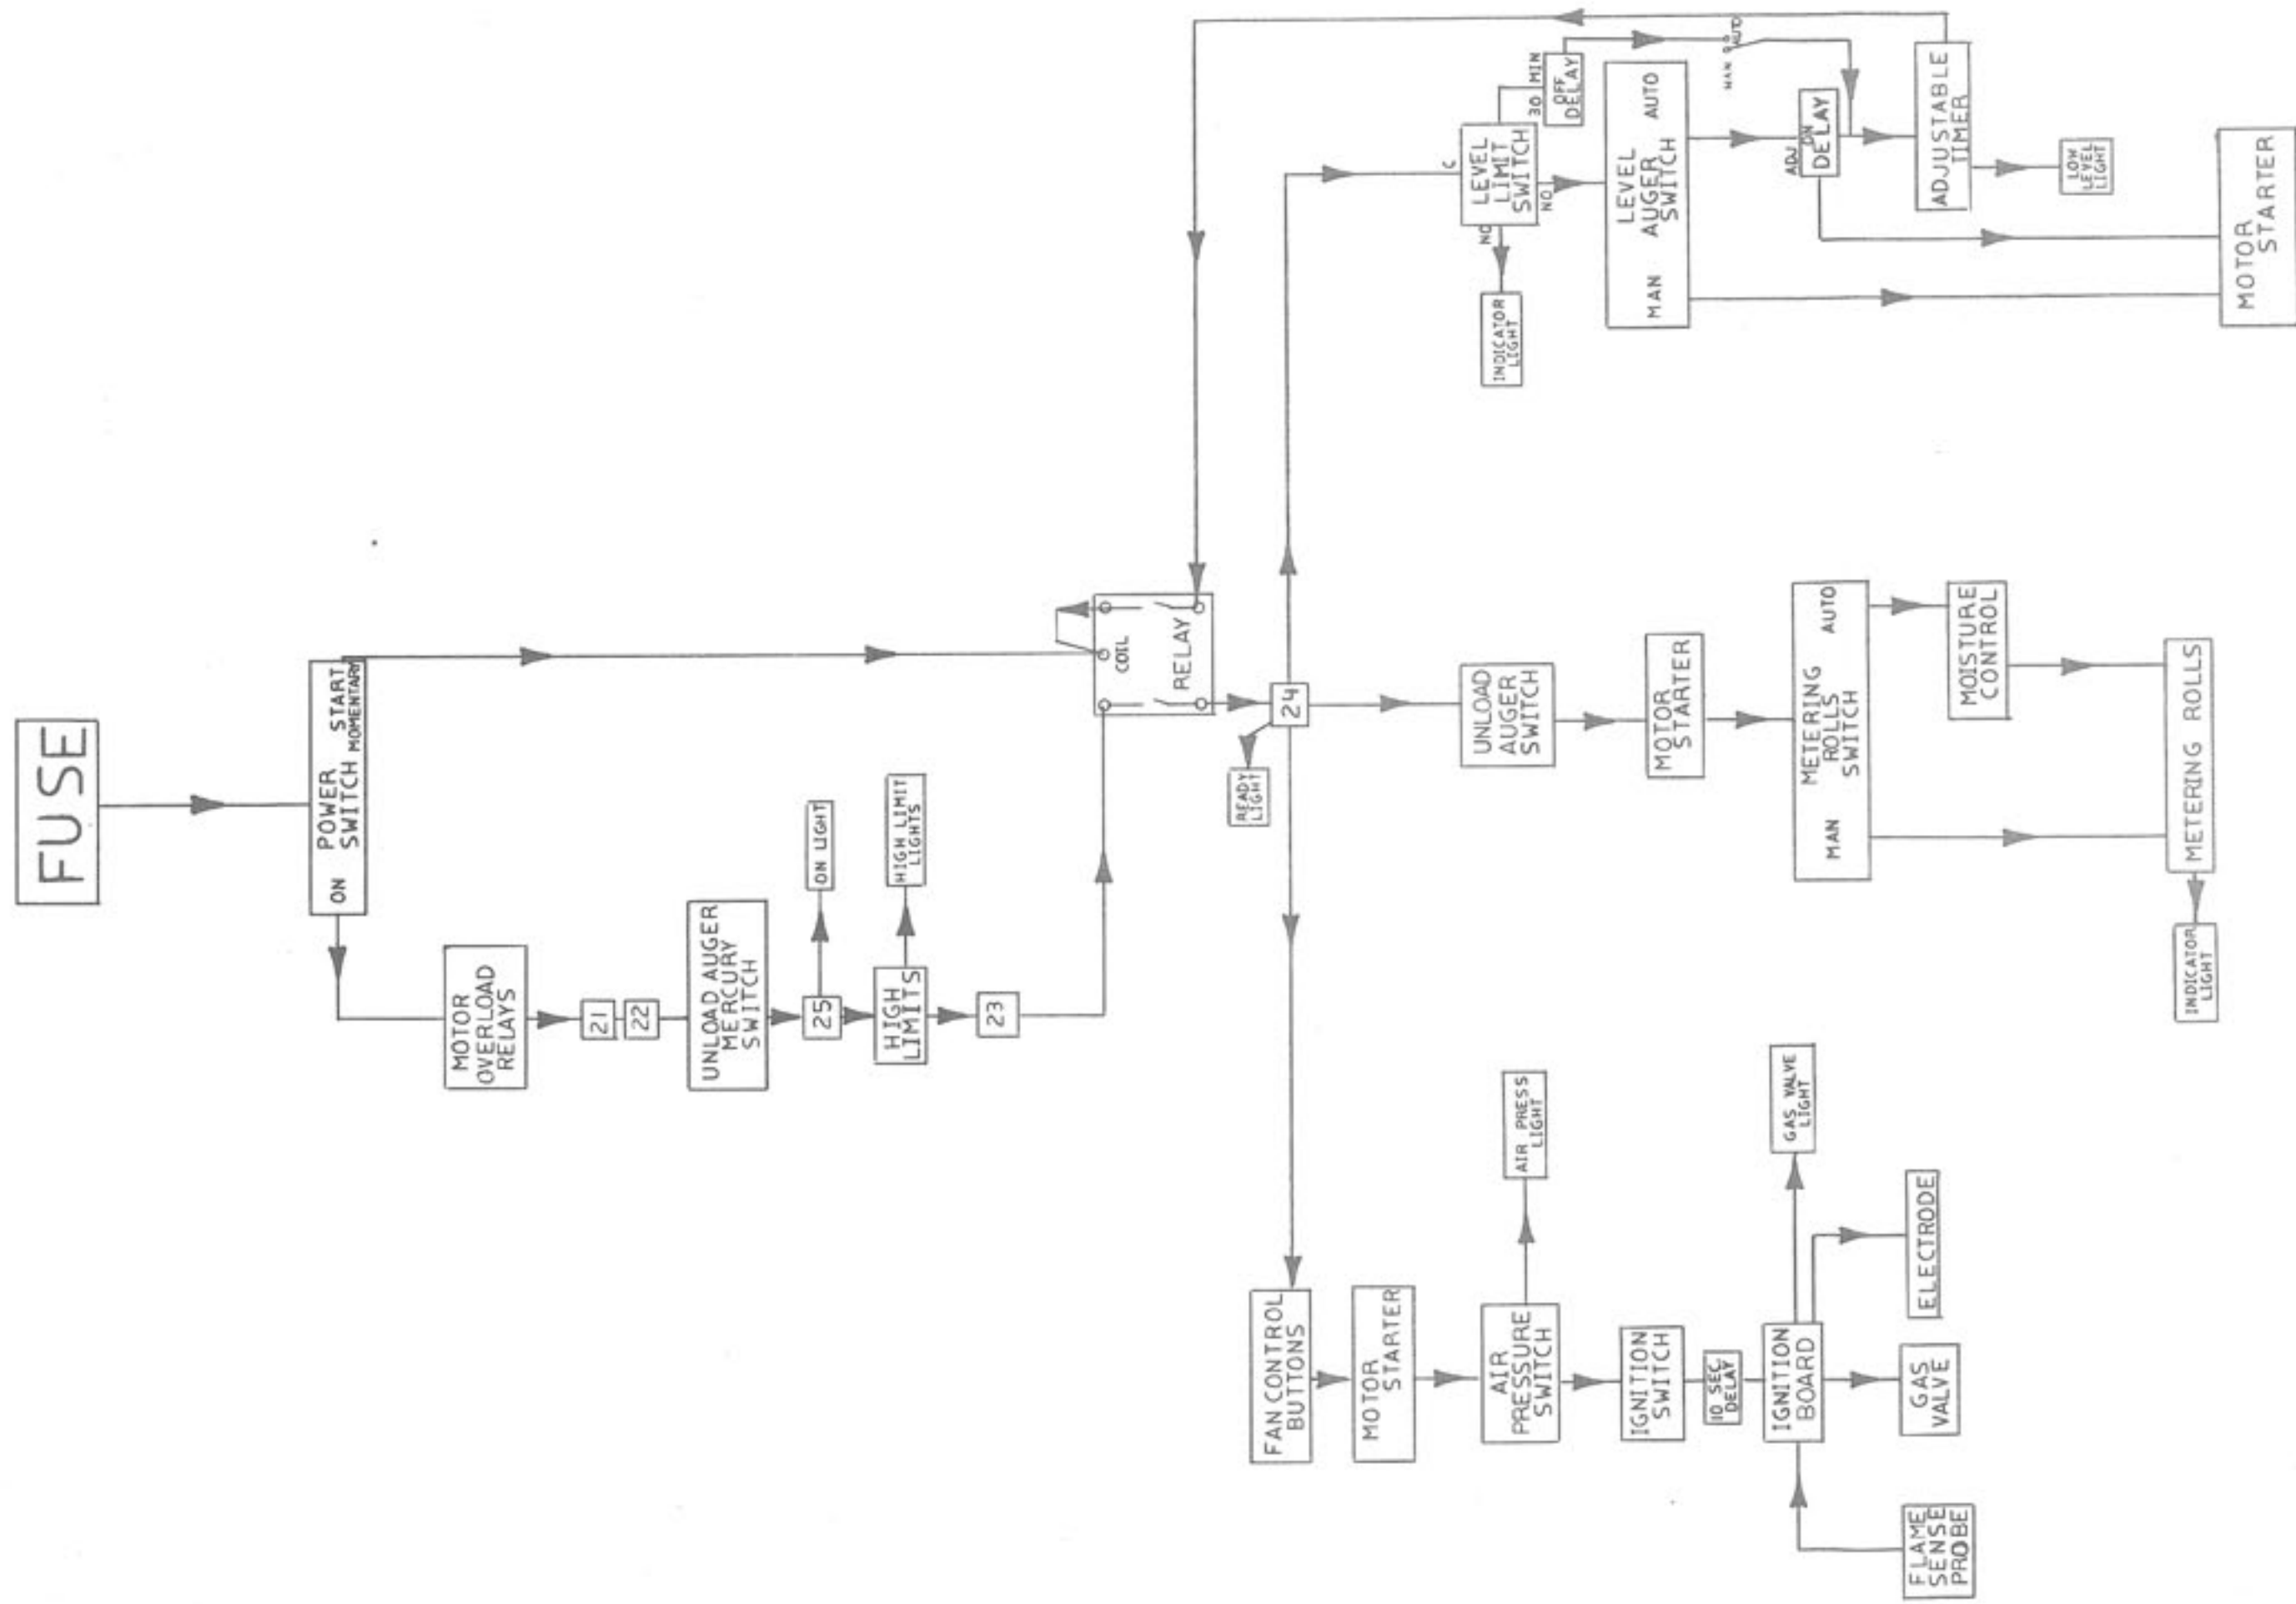 FUSE
ON
POWER
SWITCH
START
MOMENTARY
MOTOR
OVERLOAD
RELAYS
21
22
UNLOAD AUGER
MERCURY
SWITCH
25
ON LIGHT
HIGH
LIMITS
HIGH LIMIT
LIGHTS
23
COIL
RELAY
24
READY
LIGHT
FAN CONTROL
BUTTONS
MOTOR
STARTER
AIR
PRESSURE
SWITCH
AIR PRESS
LIGHT
IGNITION
SWITCH
10 SEC
DELAY
IGNITION
BOARD
GAS VALVE
LIGHT
FLAME
SENSE
PROBE
GAS
VALVE
ELECTRODE
UNLOAD
AUGER
SWITCH
MOTOR
STARTER
METERING
ROLLS
SWITCH
MAN
AUTO
MOISTURE
CONTROL
METERING ROLLS
INDICATOR
LIGHT
C
LEVEL
LIMIT
SWITCH
NO
NO
INDICATOR
LIGHT
30 MIN
OFF
DELAY
LEVEL
AUGER
SWITCH
MAN
AUTO
MAN
AUTO
ADJ
ON
DELAY
ADJUSTABLE
TIMER
LOW
LEVEL
LIGHT
MOTOR
STARTER